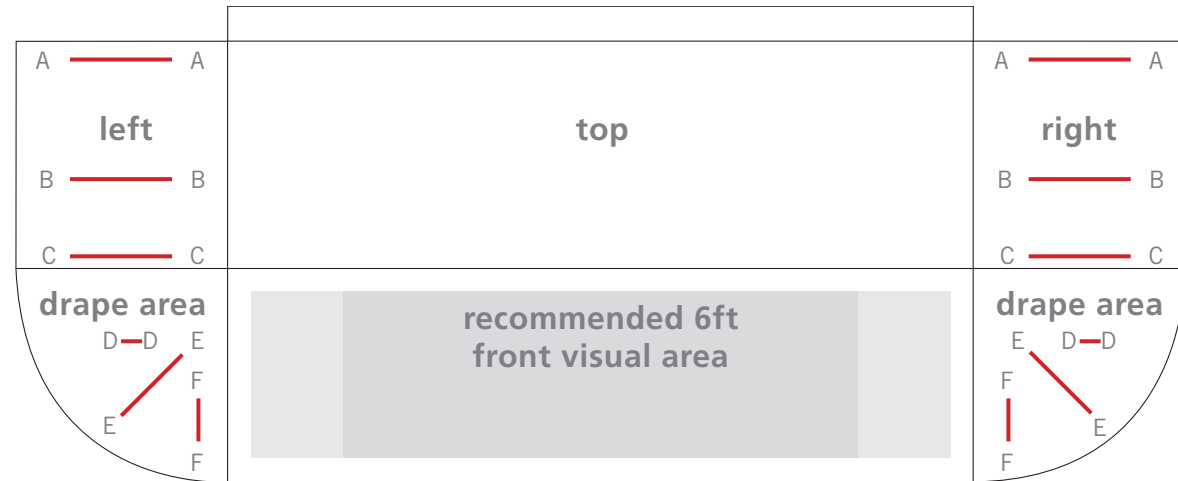 A A
A A
left
top
right
B B
B B
C C
C C
drape area
recommended 6ft
front visual area
drape area
D D E
E D D
F
F
E
E
F
F